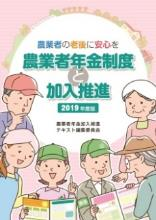 農業者の老後に安心を
農業者年金制度
と
加入推進
2019年度版
農業者年金加入推進
テキスト編集委員会